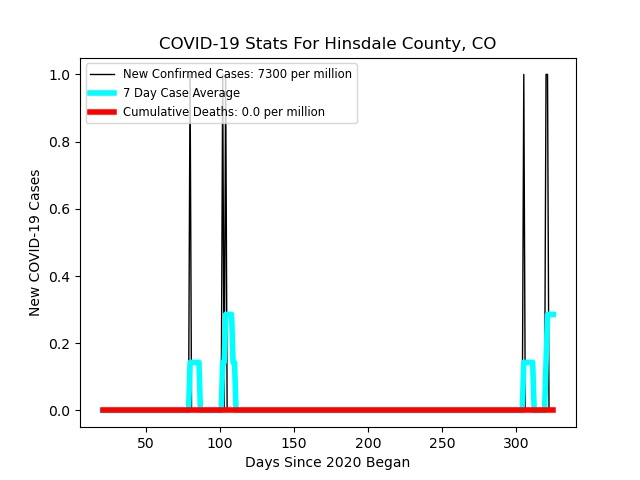 COVID-19 Stats For Hinsdale County, CO
New Confirmed Cases: 7300 per million
7 Day Case Average
Cumulative Deaths: 0.0 per million
New COVID-19 Cases
1.0
0.8
0.6
0.4
0.2
0.0
50 100 150 200 250 300
Days Since 2020 Began